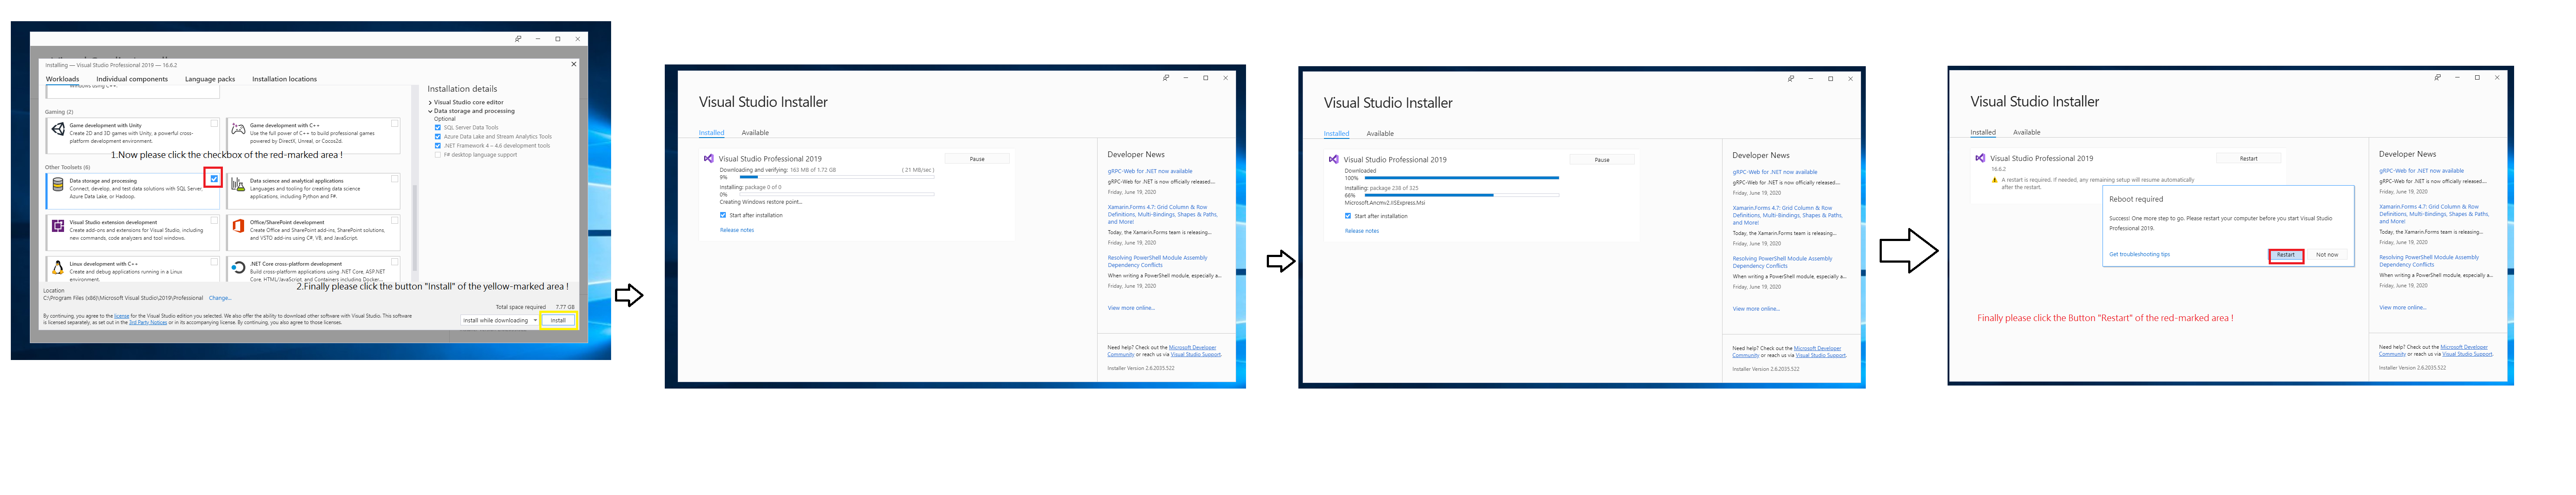 Installing — Visual Studio Professional 2019 — 16.6.2
Workloads
Individual components
Language packs
Installation locations
Windows using C++.
Gaming (2)
Game development with Unity
Create 2D and 3D games with Unity, a powerful cross-
platform development environment.
Game development with C++
Use the full power of C++ to build professional games
powered by DirectX, Unreal, or Cocos2d.
1.Now please click the checkbox of the red-marked area !
Other Toolsets (6)
Data storage and processing
Connect, develop, and test data solutions with SQL Server,
Azure Data Lake, or Hadoop.
Data science and analytical applications
Languages and tooling for creating data science
applications, including Python and F#.
Visual Studio extension development
Create add-ons and extensions for Visual Studio, including
new commands, code analyzers and tool windows.
Office/SharePoint development
Create Office and SharePoint add-ins, SharePoint solutions,
and VSTO add-ins using C#, VB, and JavaScript.
Linux development with C++
Create and debug applications running in a Linux
environment.
.NET Core cross-platform development
Build cross-platform applications using .NET Core, ASP.NET
Core, HTML/JavaScript, and Containers including Docker...
2.Finally please click the button "Install" of the yellow-marked area !
Installation details
Visual Studio core editor
Data storage and processing
Optional
SQL Server Data Tools
Azure Data Lake and Stream Analytics Tools
.NET Framework 4 – 4.6 development tools
F# desktop language support
Location
C:\Program Files (x86)\Microsoft Visual Studio\2019\Professional Change...
Total space required 7.77 GB
By continuing, you agree to the license for the Visual Studio edition you selected. We also offer the ability to download other software with Visual Studio. This software
is licensed separately, as set out in the 3rd Party Notices or in its accompanying license. By continuing, you also agree to those licenses.
Install while downloading
Install
Visual Studio Installer
Installed
Available
Visual Studio Professional 2019
Pause
Downloading and verifying: 163 MB of 1.72 GB ( 21 MB/sec )
9%
Installing: package 0 of 0
0%
Creating Windows restore point...
Start after installation
Release notes
Developer News
gRPC-Web for .NET now available
gRPC-Web for .NET is now officially released....
Friday, June 19, 2020
Xamarin.Forms 4.7: Grid Column & Row
Definitions, Multi-Bindings, Shapes & Paths,
and More!
Today, the Xamarin.Forms team is releasing...
Friday, June 19, 2020
Resolving PowerShell Module Assembly
Dependency Conflicts
When writing a PowerShell module, especially a...
Friday, June 19, 2020
View more online...
Need help? Check out the Microsoft Developer
Community or reach us via Visual Studio Support.
Installer Version 2.6.2035.522
Visual Studio Installer
Installed
Available
Visual Studio Professional 2019
Pause
Downloaded
100%
Installing: package 238 of 325
66%
Microsoft.Ancmv2.IISExpress.Msi
Start after installation
Release notes
Developer News
gRPC-Web for .NET now available
gRPC-Web for .NET is now officially released....
Friday, June 19, 2020
Xamarin.Forms 4.7: Grid Column & Row
Definitions, Multi-Bindings, Shapes & Paths,
and More!
Today, the Xamarin.Forms team is releasing...
Friday, June 19, 2020
Resolving PowerShell Module Assembly
Dependency Conflicts
When writing a PowerShell module, especially a...
Friday, June 19, 2020
View more online...
Need help? Check out the Microsoft Developer
Community or reach us via Visual Studio Support.
Installer Version 2.6.2035.522
Visual Studio Installer
Installed
Available
Visual Studio Professional 2019
Restart
16.6.2
A restart is required. If needed, any remaining setup will resume automatically
after the restart.
Reboot required
Success! One more step to go. Please restart your computer before you start Visual Studio
Professional 2019.
Get troubleshooting tips
Restart
Not now
Finally please click the Button "Restart" of the red-marked area !
Developer News
gRPC-Web for .NET now available
gRPC-Web for .NET is now officially released....
Friday, June 19, 2020
Xamarin.Forms 4.7: Grid Column & Row
Definitions, Multi-Bindings, Shapes & Paths,
and More!
Today, the Xamarin.Forms team is releasing...
Friday, June 19, 2020
Resolving PowerShell Module Assembly
Dependency Conflicts
When writing a PowerShell module, especially a...
Friday, June 19, 2020
View more online...
Need help? Check out the Microsoft Developer
Community or reach us via Visual Studio Support.
Installer Version 2.6.2035.522